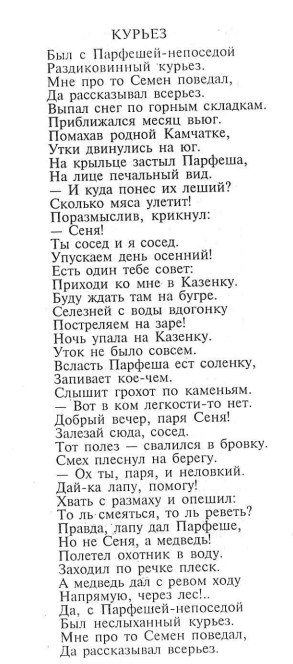 КУРЬЕЗ
Был с Парфешей-непоседой
Раздиковинный курьез.
Мне про то Семен поведал,
Да рассказывал всерьез.
Выпал снег по горным складкам.
Приближался месяц вьюг.
Помахав родной Камчатке,
Утки двинулись на юг.
На крыльце застыл Парфеша,
На лице печальный вид.
— И куда понес их леший?
Сколько мяса улетит!
Поразмыслив, крикнул:
— Сеня!
Ты сосед и я сосед.
Упускаем день осенний!
Есть один тебе совет:
Приходи ко мне в Казенку.
Буду ждать там на бугре.
Селезней с воды вдогонку
Постреляем на заре!
Ночь упала на Казенку.
Уток не было совсем.
Всласть Парфеша ест соленку,
Запивает кое-чем.
Слышит грохот по каменьям.
— Вот в ком легкости-то нет.
Добрый вечер, паря Сеня!
Залезай сюда, сосед.
Тот полез — свалился в бровку.
Смех плеснул на берегу.
— Ох ты, паря, и неловкий.
Дай-ка лапу, помогу!
Хвать с размаху и опешил:
То ль смеяться, то ль реветь?
Правда, лапу дал Парфеше,
Но не Сеня, а медведь!
Полетел охотник в воду.
Заходил по речке плеск.
А медведь дал с ревом ходу
Напрямую, через лес!..
Да, с Парфешей-непоседой
Был неслыханный курьез.
Мне про то Семен поведал,
Да рассказывал всерьез.